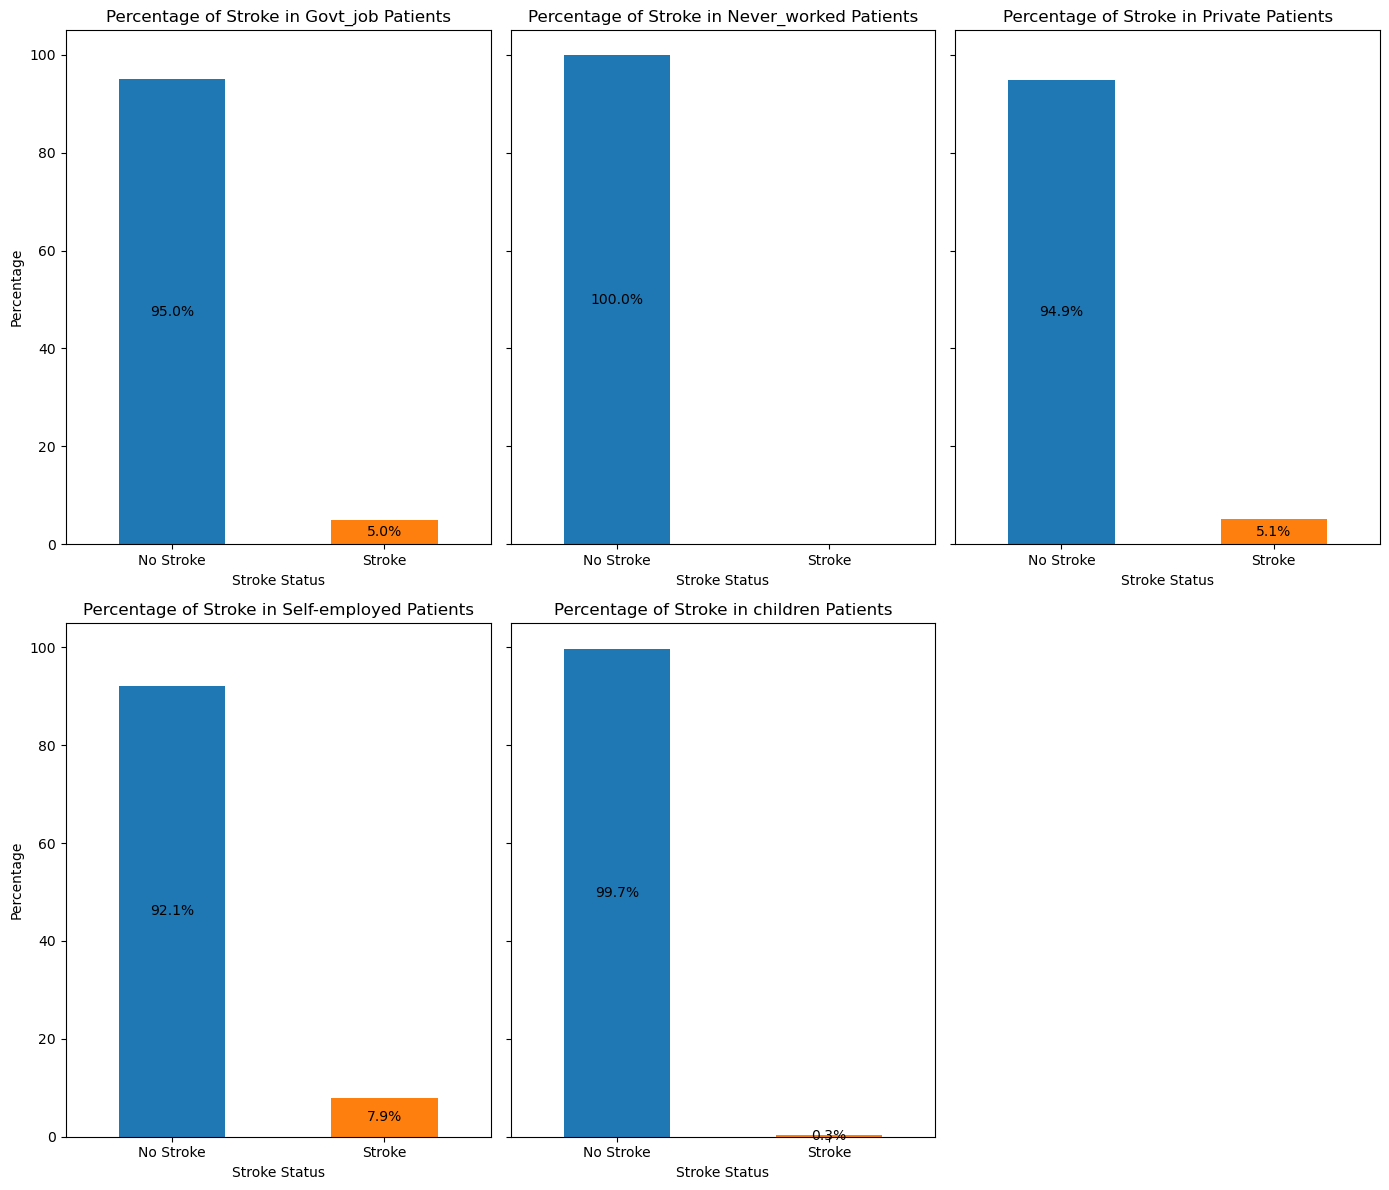 Percentage of Stroke in Govt_job Patients
Percentage of Stroke in Never_worked Patients
Percentage of Stroke in Private Patients
Percentage
100
80
60
40
20
0
95.0%
5.0%
No Stroke
Stroke
Stroke Status
100.0%
No Stroke
Stroke
Stroke Status
94.9%
5.1%
No Stroke
Stroke
Stroke Status
Percentage of Stroke in Self-employed Patients
Percentage of Stroke in children Patients
Percentage
100
80
60
40
20
0
92.1%
7.9%
No Stroke
Stroke
Stroke Status
99.7%
0.3%
No Stroke
Stroke
Stroke Status